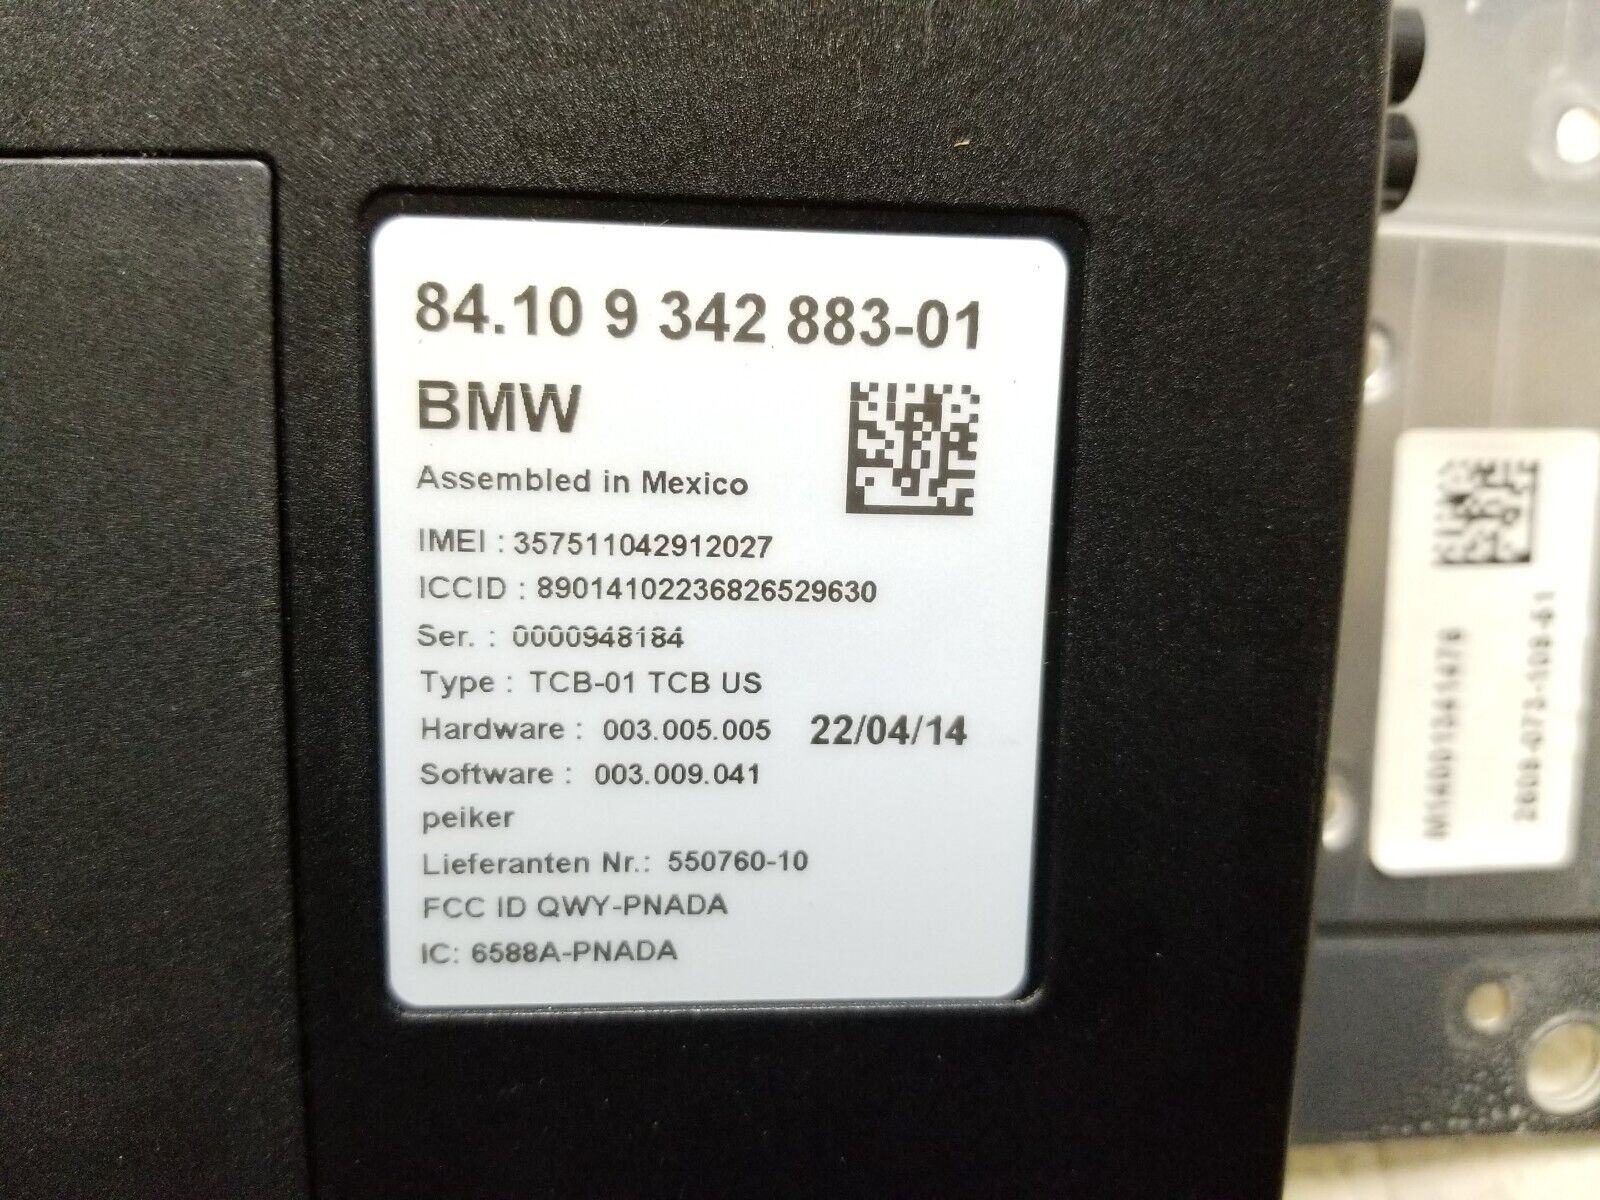 84.10 9 342 883-01
BMW
Assembled in Mexico
IMEI : 357511042912027
ICCID : 89014102236826529630
Ser. : 0000948184
Type : TCB-01 TCB US
Hardware : 003.005.005 22/04/14
Software : 003.009.041
peiker
Lieferanten Nr.: 550760-10
FCC ID QWY-PNADA
IC: 6588A-PNADA